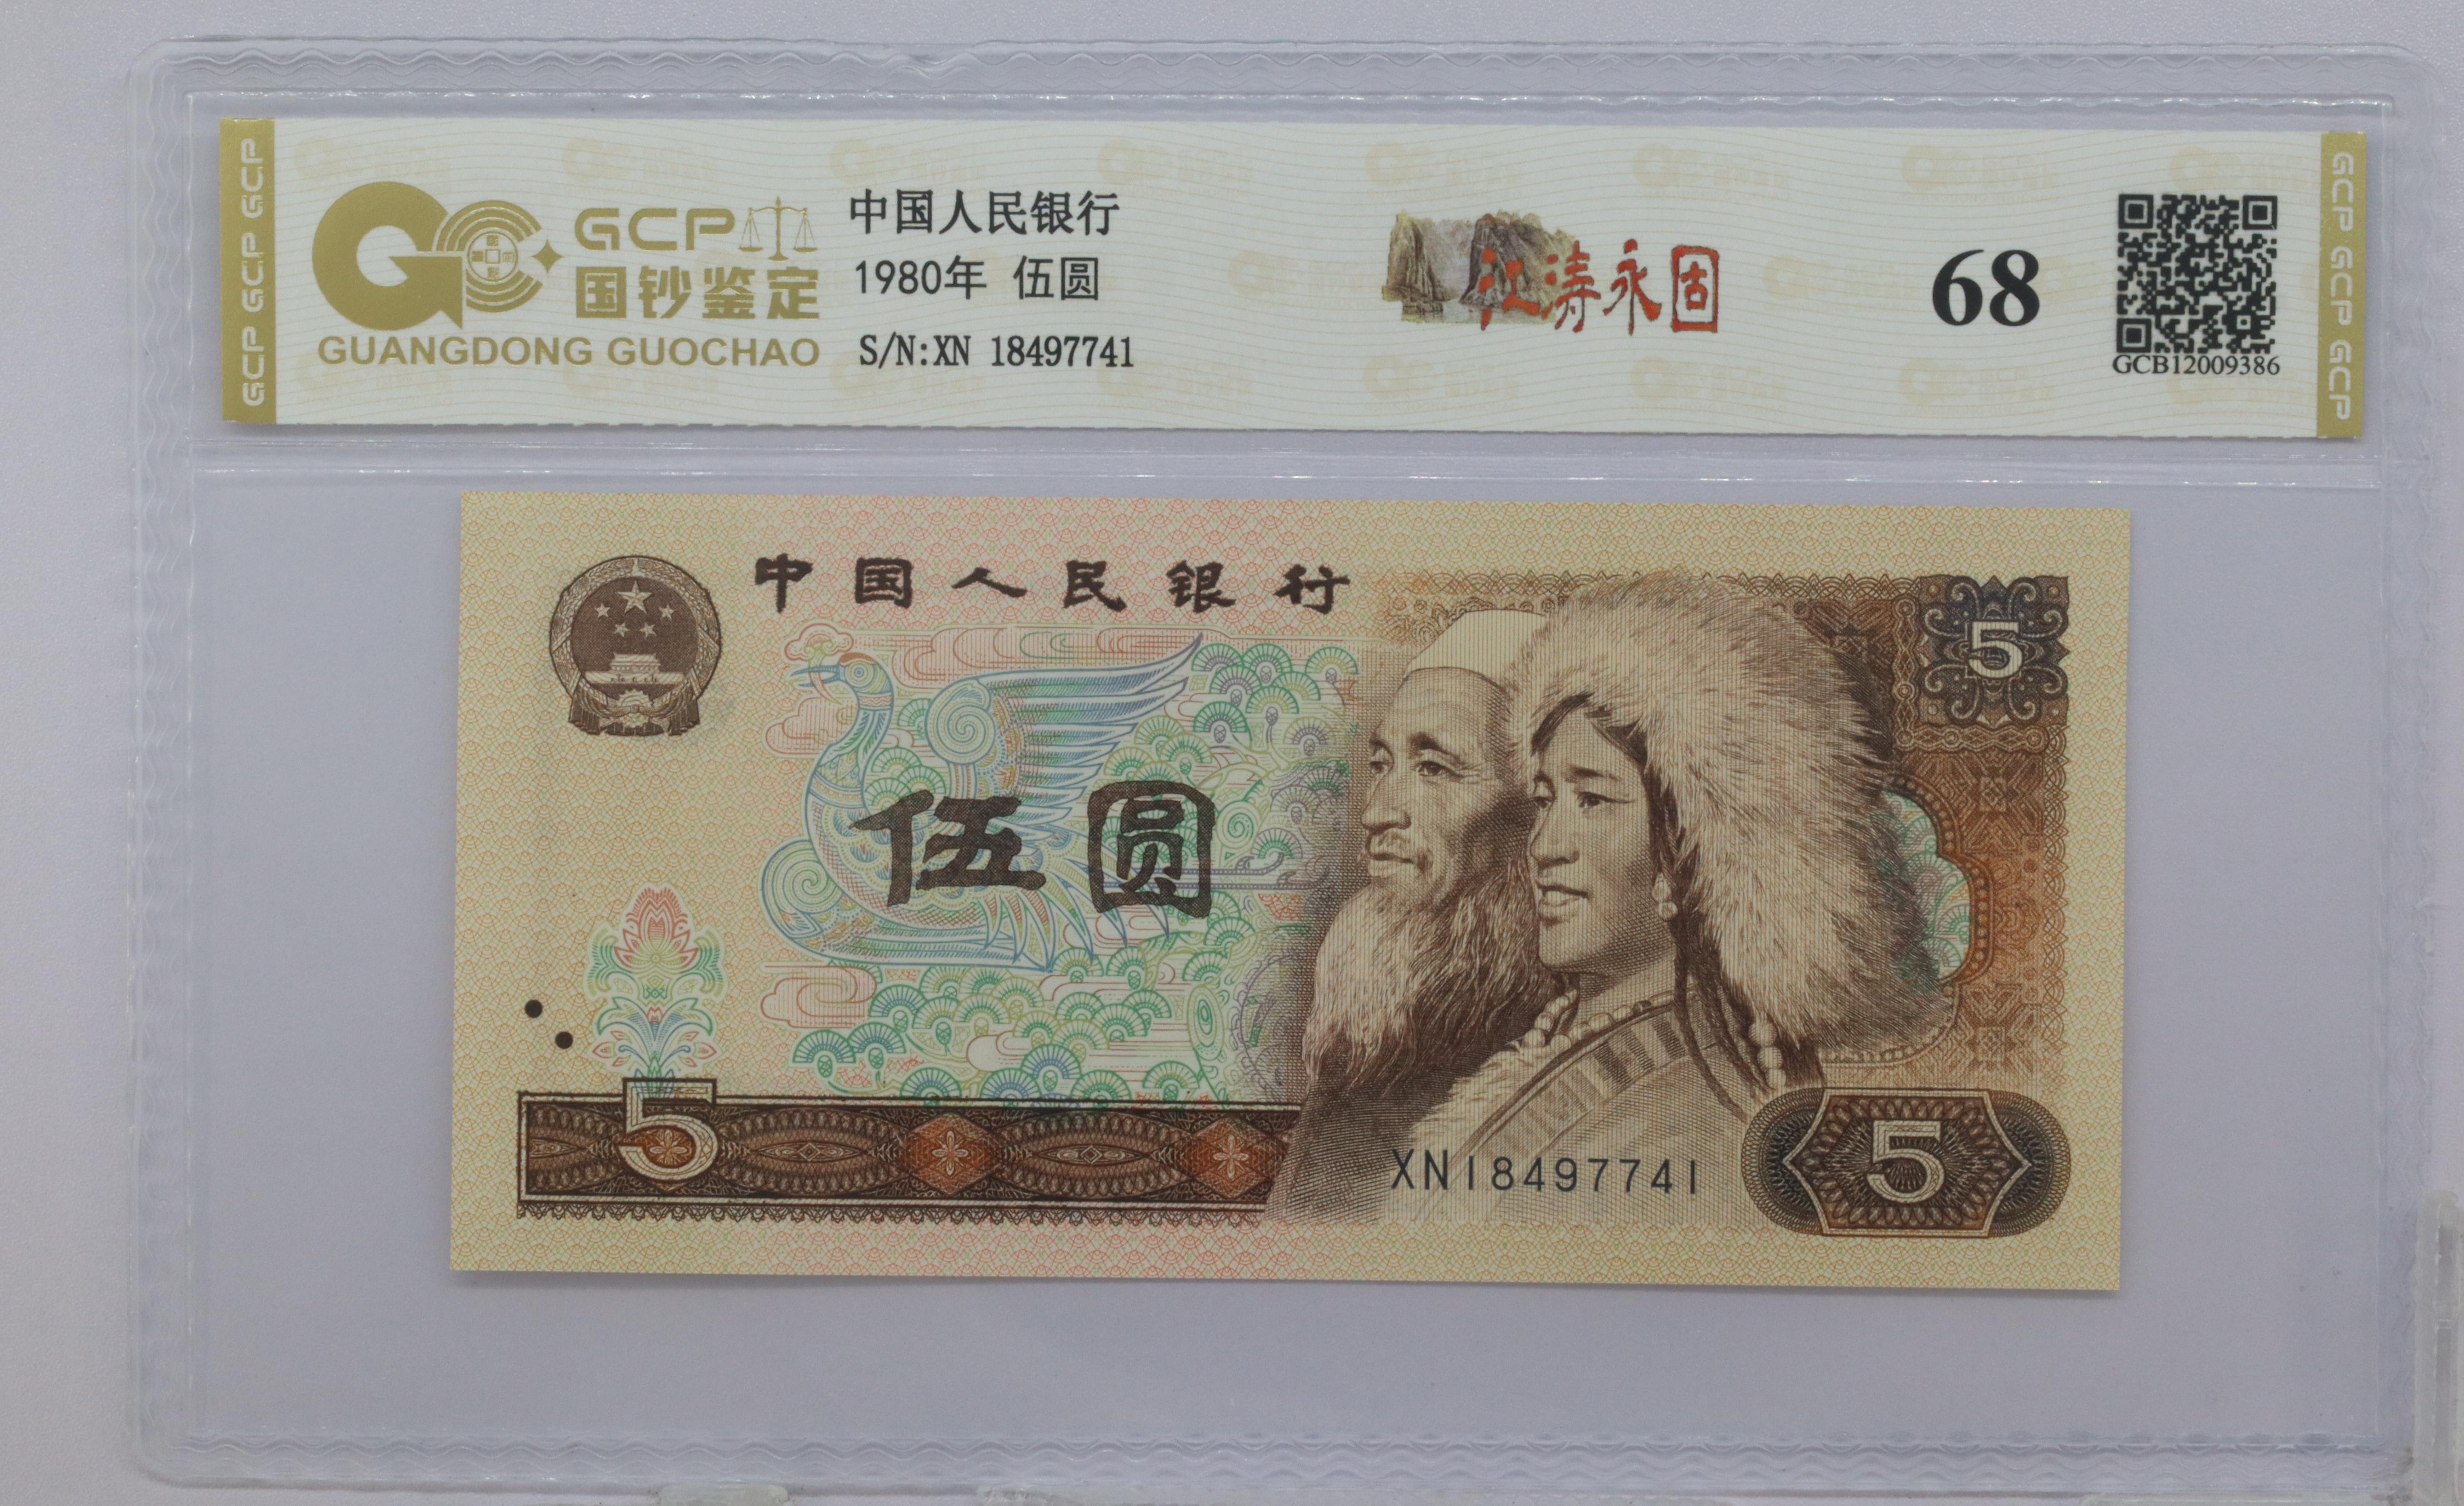 GCP GCP GCP
GCP
国钞鉴定
GUANGDONG GUOCHAO
中国人民银行
1980年 伍圆
S/N:XN 18497741
江涛永固
68
GCB12009386
GCP GCP GCP
中国人民银行
5
伍圆
5
XN18497741
5